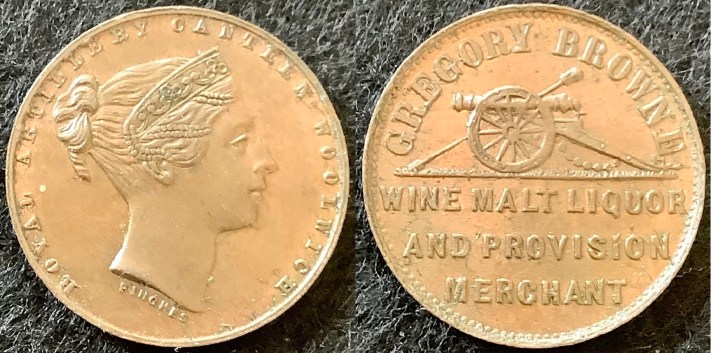 ROYAL ARTILLERY CANTEEN WOOLWICH
PINCHES
GREGORY BROWNE
WINE MALT LIQUOR
AND PROVISION
MERCHANT